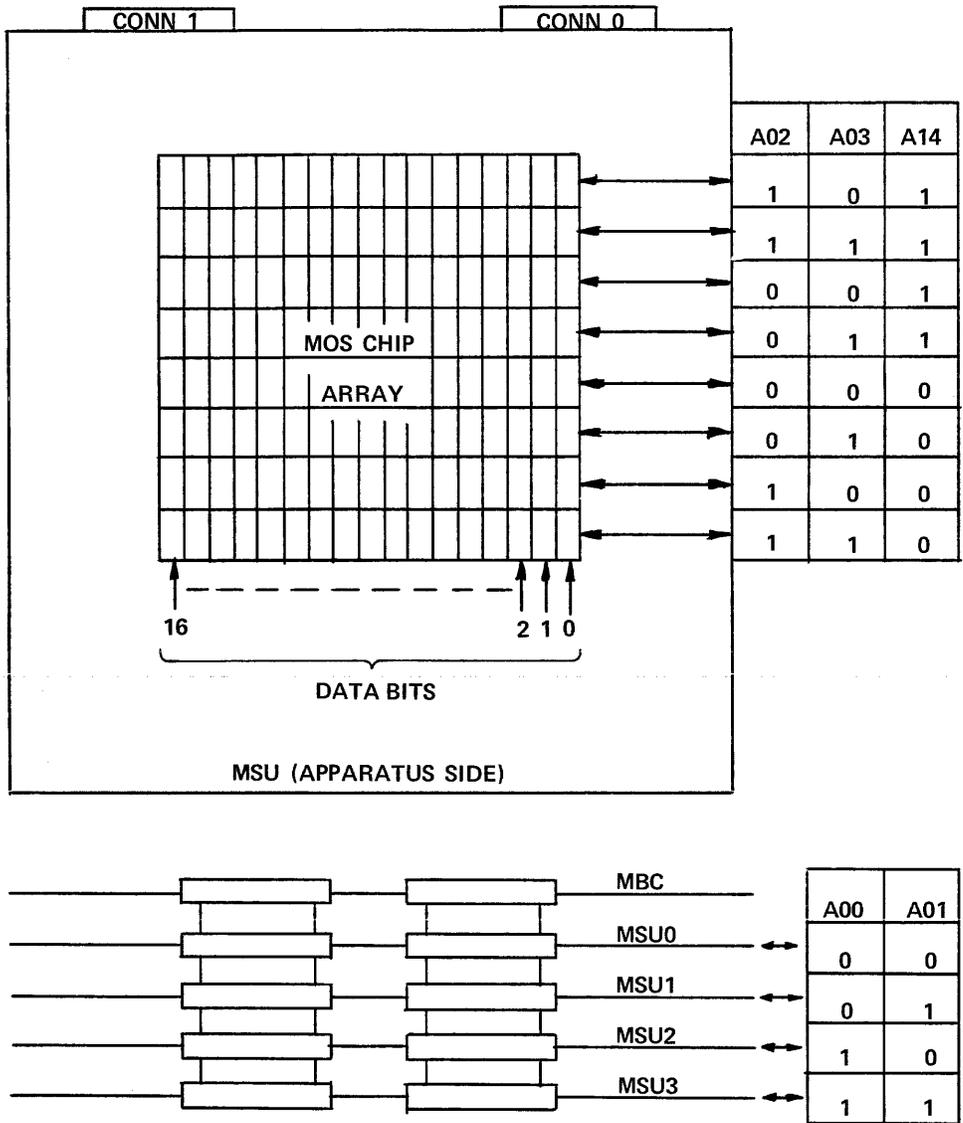 CONN 1 CONN 0
A02 A03 A14
1 0 1
1 1 1
0 0 1
0 1 1
0 0 0
0 1 0
1 0 0
1 1 0
MOS CHIP
ARRAY
16 2 1 0
DATA BITS
MSU (APPARATUS SIDE)
MBC
A00 A01
MSU0
0 0
MSU1
0 1
MSU2
1 0
MSU3
1 1